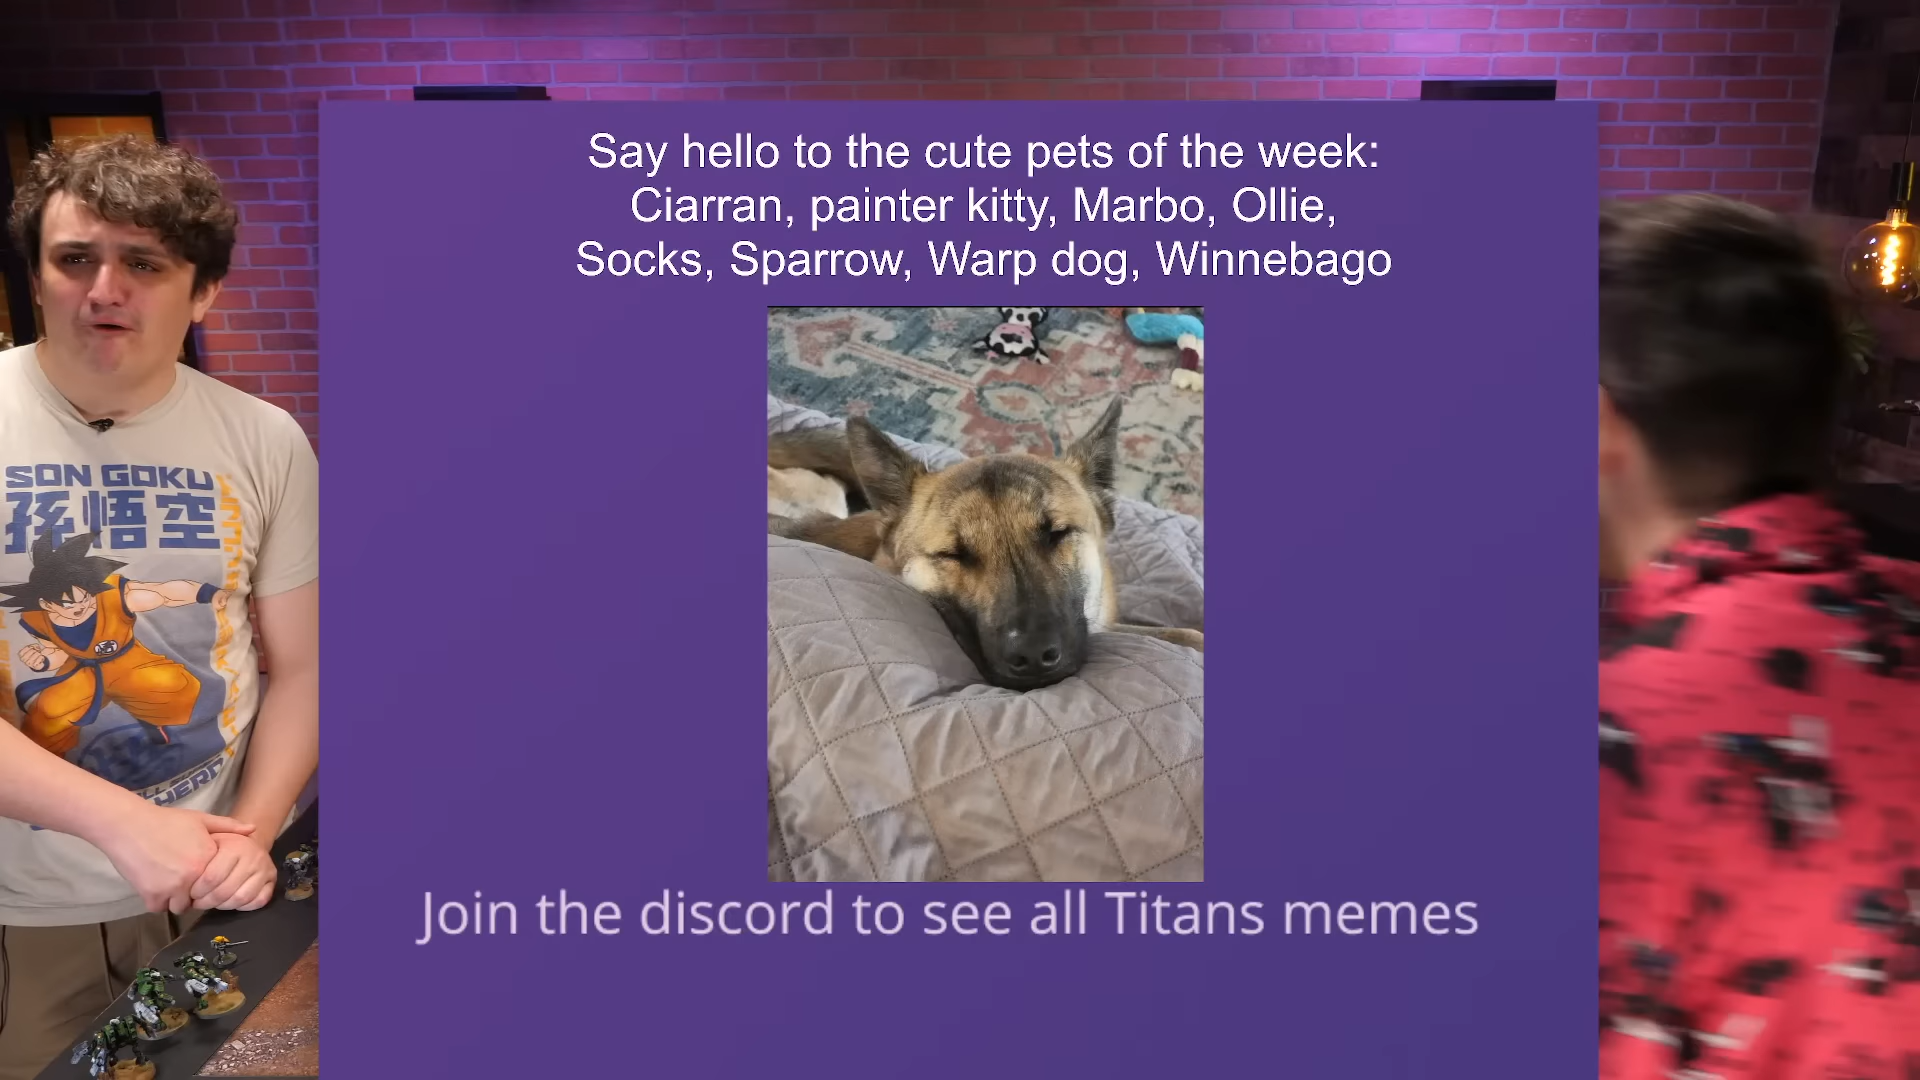 Say hello to the cute pets of the week:
Ciarran, painter kitty, Marbo, Ollie,
Socks, Sparrow, Warp dog, Winnebago
SON GOKU
孫悟空
HERO
Join the discord to see all Titans memes